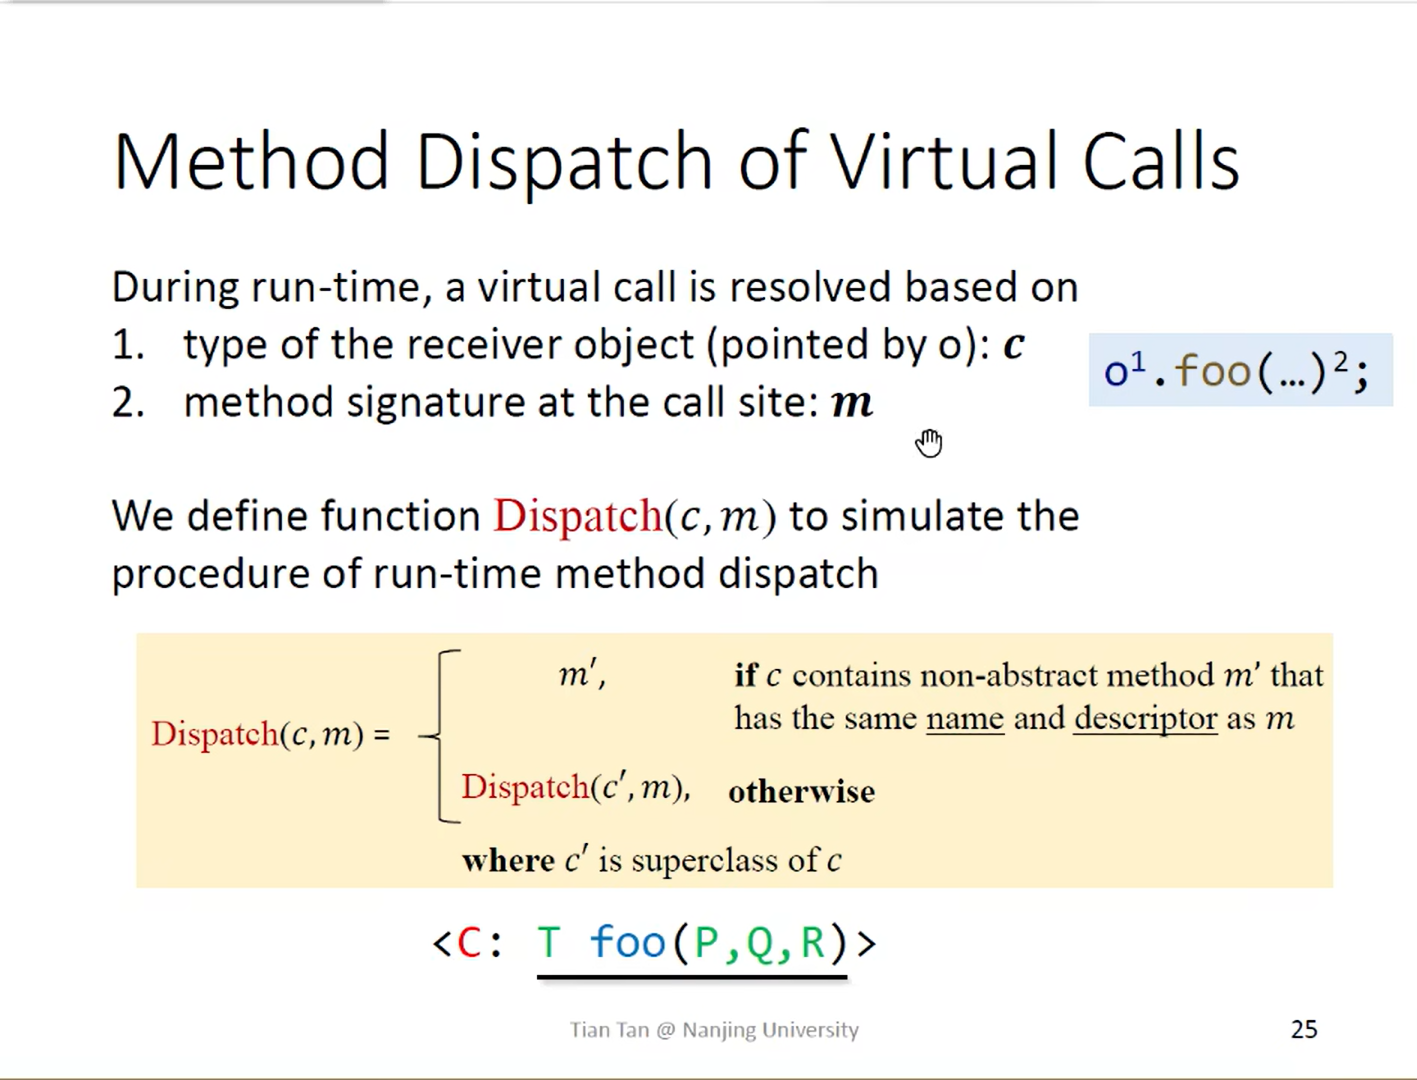 Method Dispatch of Virtual Calls
During run-time, a virtual call is resolved based on
1. type of the receiver object (pointed by o): c
2. method signature at the call site: m
o¹.foo(…)²;
We define function Dispatch(c, m) to simulate the
procedure of run-time method dispatch
Dispatch(c, m) =
m′, if c contains non-abstract method m′ that
has the same name and descriptor as m
Dispatch(c′, m), otherwise
where c′ is superclass of c
<C: T foo(P,Q,R)>
Tian Tan @ Nanjing University
25